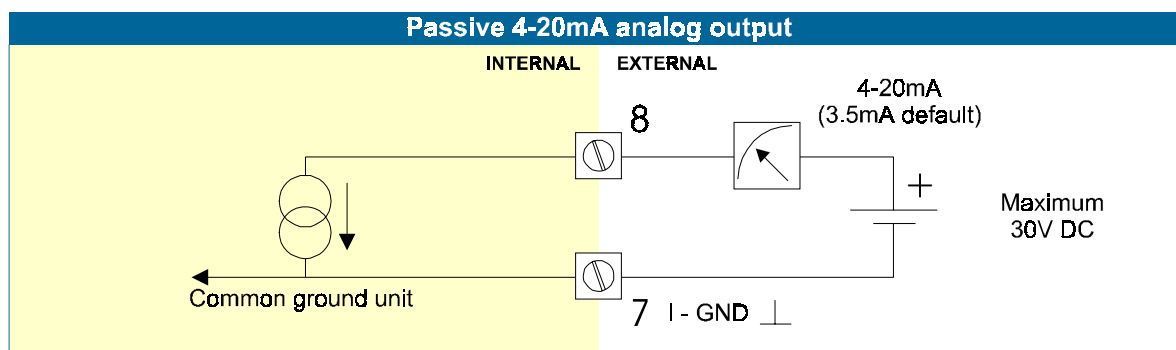 Passive 4-20mA analog output
INTERNAL EXTERNAL
8
4-20mA
(3.5mA default)
+
Maximum
30V DC
Common ground unit
7 I - GND ⊥